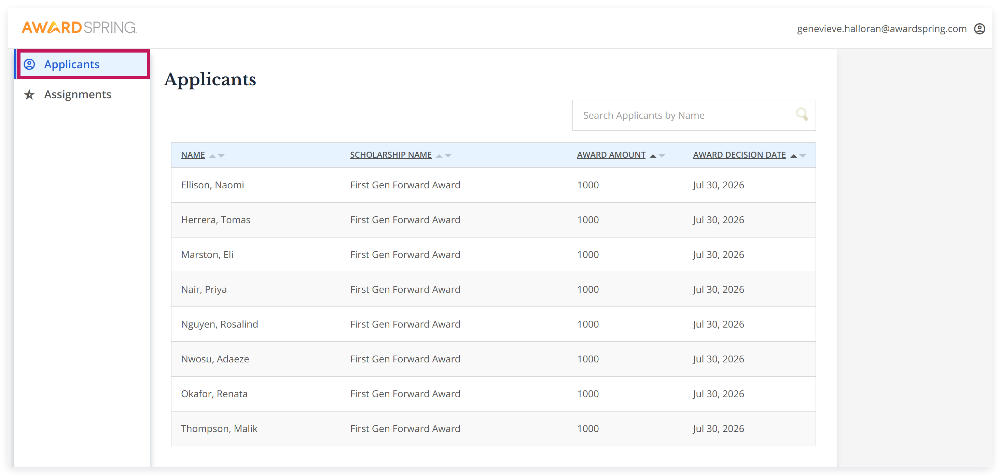 AWARDSPRING
genevieve.halloran@awardspring.com
Applicants
Assignments
Applicants
Search Applicants by Name
NAME SCHOLARSHIP NAME AWARD AMOUNT AWARD DECISION DATE
Ellison, Naomi First Gen Forward Award 1000 Jul 30, 2026
Herrera, Tomas First Gen Forward Award 1000 Jul 30, 2026
Marston, Eli First Gen Forward Award 1000 Jul 30, 2026
Nair, Priya First Gen Forward Award 1000 Jul 30, 2026
Nguyen, Rosalind First Gen Forward Award 1000 Jul 30, 2026
Nwosu, Adaeze First Gen Forward Award 1000 Jul 30, 2026
Okafor, Renata First Gen Forward Award 1000 Jul 30, 2026
Thompson, Malik First Gen Forward Award 1000 Jul 30, 2026